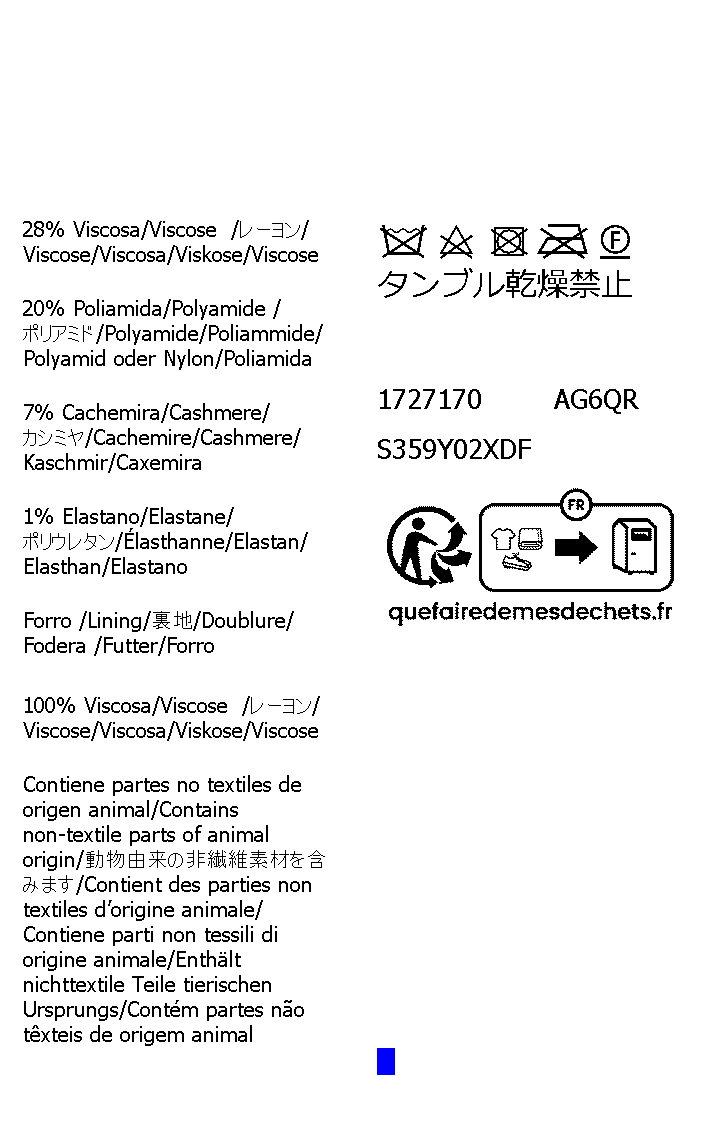 28% Viscosa/Viscose /レーヨン/
Viscose/Viscosa/Viskose/Viscose
20% Poliamida/Polyamide /
ポリアミド/Polyamide/Poliammide/
Polyamid oder Nylon/Poliamida
7% Cachemira/Cashmere/
カシミヤ/Cachemire/Cashmere/
Kaschmir/Caxemira
1% Elastano/Elastane/
ポリウレタン/Élasthanne/Elastan/
Elasthan/Elastano
Forro /Lining/裏地/Doublure/
Fodera /Futter/Forro
100% Viscosa/Viscose /レーヨン/
Viscose/Viscosa/Viskose/Viscose
Contiene partes no textiles de
origen animal/Contains
non-textile parts of animal
origin/動物由来の非繊維素材を含
みます/Contient des parties non
textiles d’origine animale/
Contiene parti non tessili di
origine animale/Enthält
nichttextile Teile tierischen
Ursprungs/Contém partes não
têxteis de origem animal
F
タンブル乾燥禁止
1727170 AG6QR
S359Y02XDF
FR
quefairedemesdechets.fr